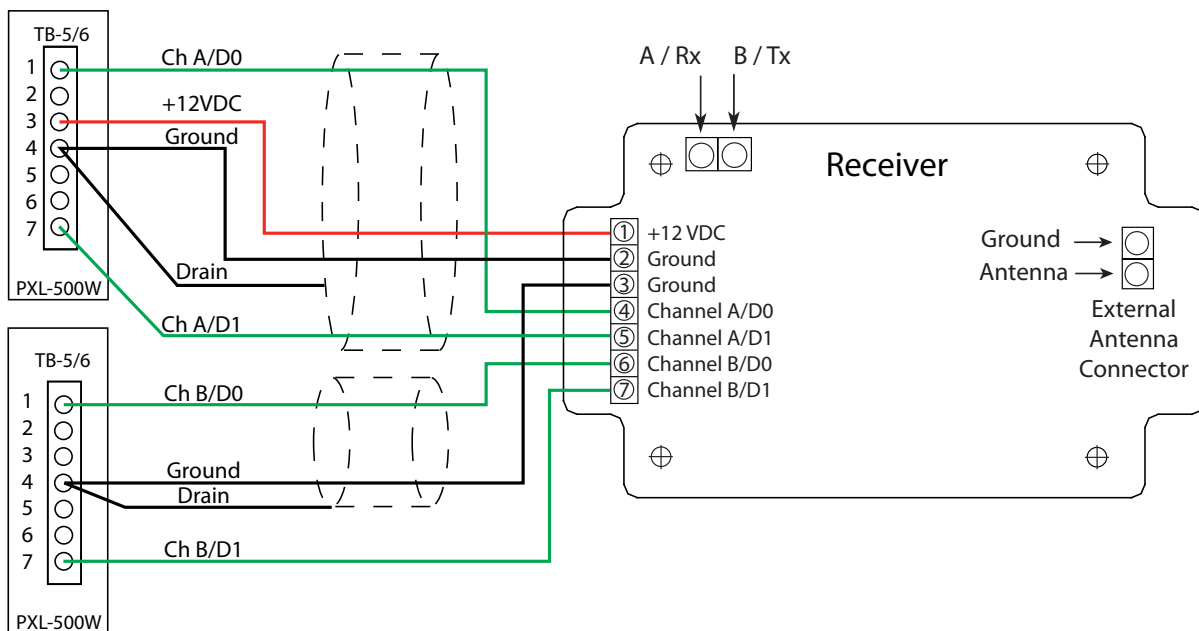 TB-5/6
1
2
3
4
5
6
7
PXL-500W
Ch A/D0
+12VDC
Ground
Drain
Ch A/D1
TB-5/6
1
2
3
4
5
6
7
PXL-500W
Ch B/D0
Ground
Drain
Ch B/D1
A / Rx
B / Tx
Receiver
1 +12 VDC
2 Ground
3 Ground
4 Channel A/D0
5 Channel A/D1
6 Channel B/D0
7 Channel B/D1
Ground
Antenna
External
Antenna
Connector